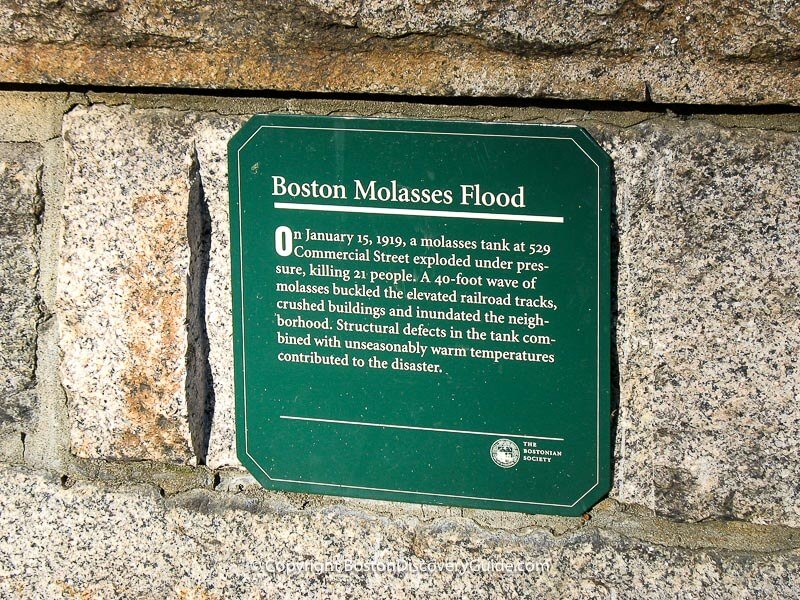 Boston Molasses Flood
On January 15, 1919, a molasses tank at 529
Commercial Street exploded under pres-
sure, killing 21 people. A 40-foot wave of
molasses buckled the elevated railroad tracks,
crushed buildings and inundated the neigh-
borhood. Structural defects in the tank com-
bined with unseasonably warm temperatures
contributed to the disaster.
THE
BOSTONIAN
SOCIETY
©Copyright BostonDiscoveryGuide.com